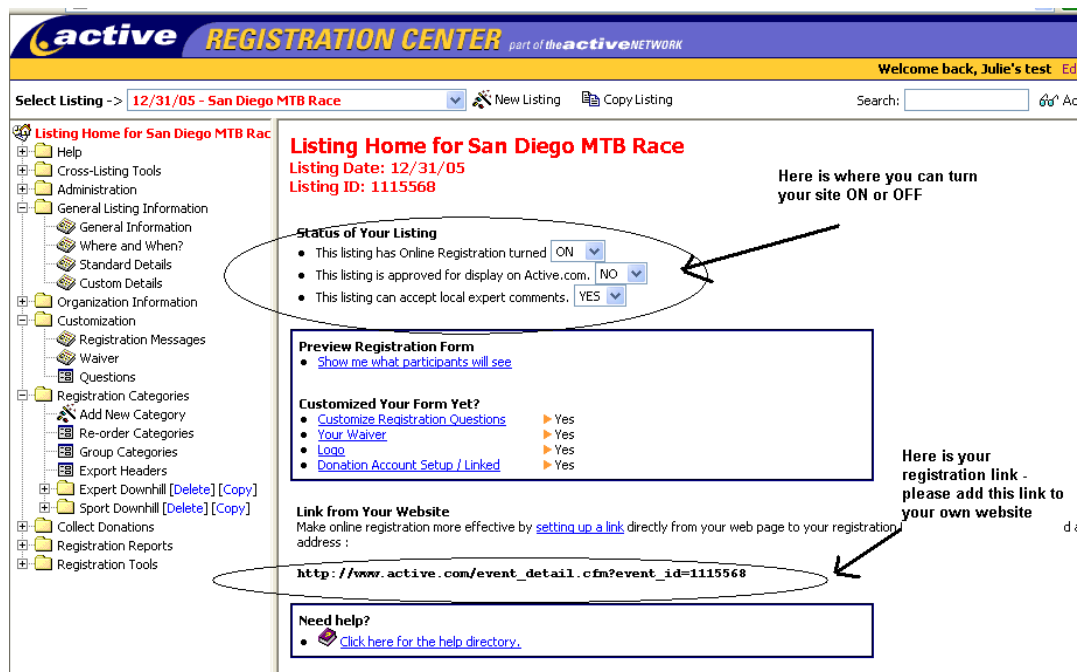 active REGISTRATION CENTER part of the active NETWORK
Welcome back, Julie's test Ed
Select Listing -> 12/31/05 - San Diego MTB Race New Listing Copy Listing Search: Ac
Listing Home for San Diego MTB Rac
Help
Cross-Listing Tools
Administration
General Listing Information
General Information
Where and When?
Standard Details
Custom Details
Organization Information
Customization
Registration Messages
Waiver
Questions
Registration Categories
Add New Category
Re-order Categories
Group Categories
Export Headers
Expert Downhill [Delete] [Copy]
Sport Downhill [Delete] [Copy]
Collect Donations
Registration Reports
Registration Tools
Listing Home for San Diego MTB Race
Listing Date: 12/31/05
Listing ID: 1115568
Here is where you can turn
your site ON or OFF
Status of Your Listing
This listing has Online Registration turned ON
This listing is approved for display on Active.com. NO
This listing can accept local expert comments. YES
Preview Registration Form
Show me what participants will see
Customized Your Form Yet?
Customize Registration Questions Yes
Your Waiver Yes
Logo Yes
Donation Account Setup / Linked Yes
Here is your
registration link -
please add this link to
your own website
Link from Your Website
Make online registration more effective by setting up a link directly from your web page to your registration
address :
http://www.active.com/event_detail.cfm?event_id=1115568
Need help?
Click here for the help directory.